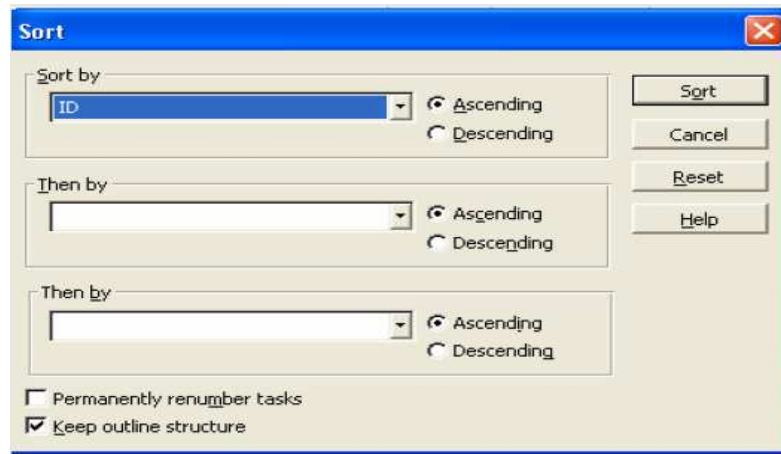 Sort
Sort by
ID
Ascending
Descending
Then by
Ascending
Descending
Then by
Ascending
Descending
Permanently renumber tasks
Keep outline structure
Sort
Cancel
Reset
Help